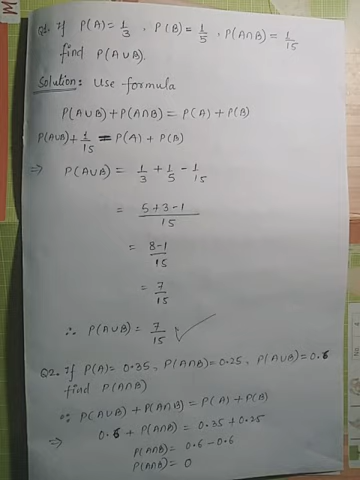 Q1. If P(A) = 1/3, P(B) = 1/5, P(A∩B) = 1/15
find P(A∪B).
Solution: Use formula
P(A∪B) + P(A∩B) = P(A) + P(B)
P(A∪B) + 1/15 = P(A) + P(B)
⇒ P(A∪B) = 1/3 + 1/5 - 1/15
= 5+3-1/15
= 8-1/15
= 7/15
∴ P(A∪B) = 7/15 ✓
Q2. If P(A) = 0.35, P(A∩B) = 0.25, P(A∪B) = 0.6
find P(A∩B)
∵ P(A∪B) + P(A∩B) = P(A) + P(B)
⇒ 0.6 + P(A∩B) = 0.35 + 0.25
P(A∩B) = 0.6 - 0.6
P(A∩B) = 0